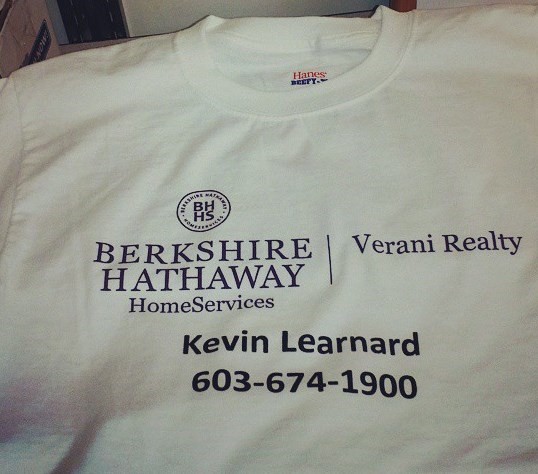 Hanes
BEEFY-T
BERKSHIRE HATHAWAY
BH
HS
HOMESERVICES
BERKSHIRE
HATHAWAY
HomeServices
Verani Realty
Kevin Learnard
603-674-1900